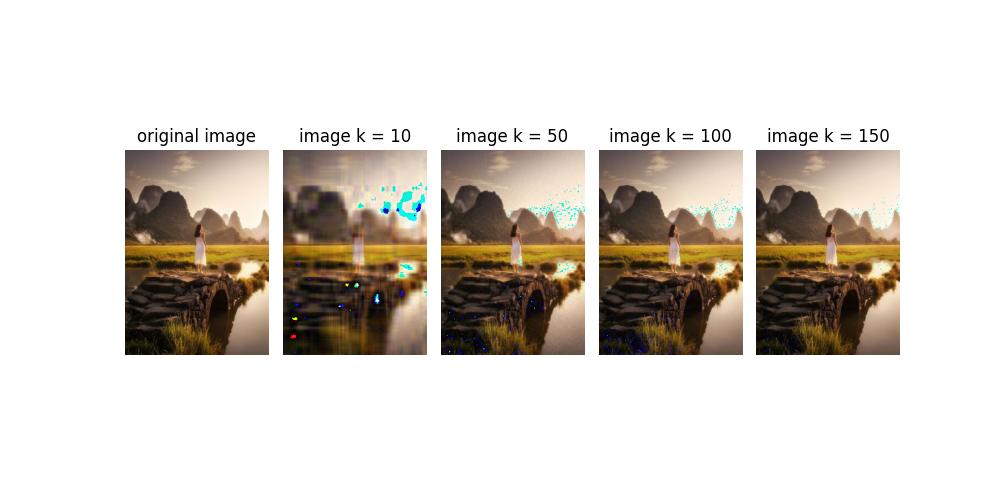 original image
image k = 10
image k = 50
image k = 100
image k = 150